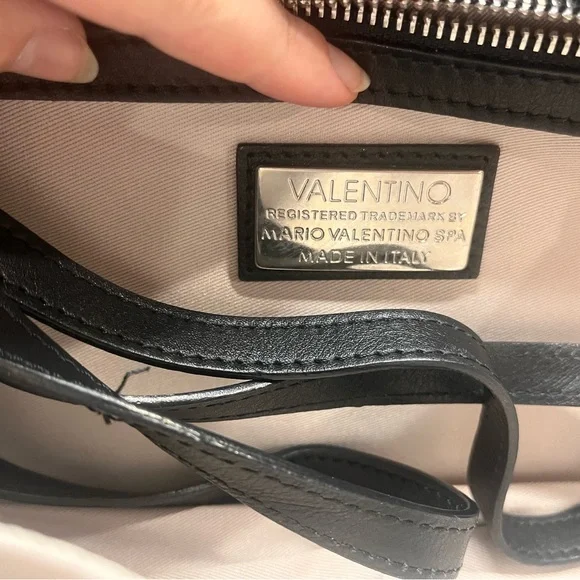 VALENTINO
REGISTERED TRADEMARK BY
MARIO VALENTINO SPA
MADE IN ITALY